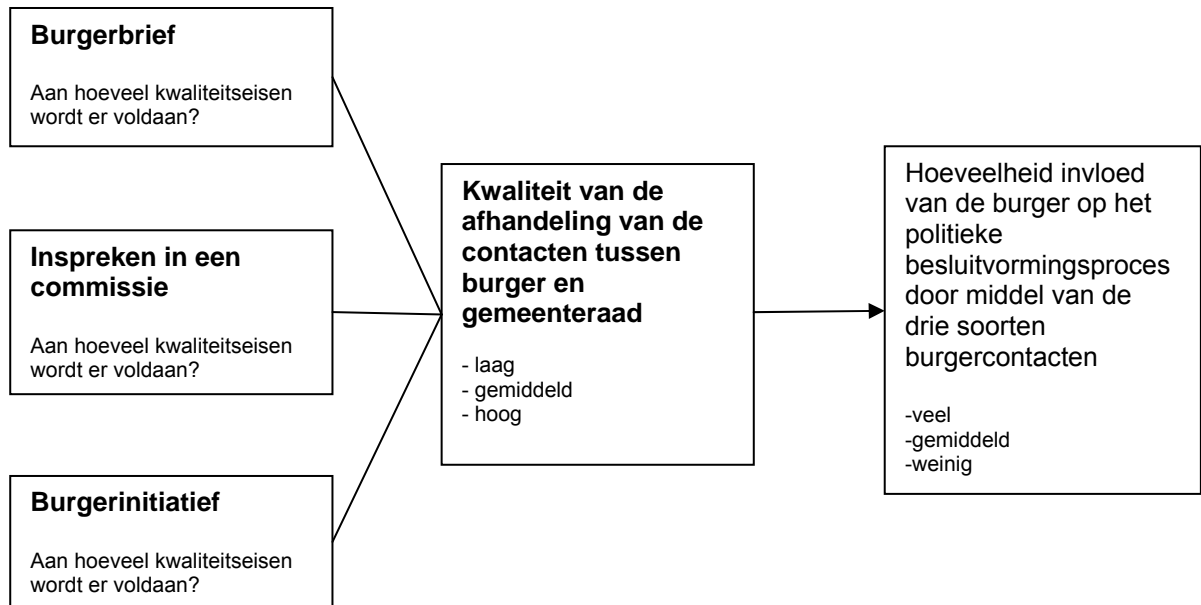 Burgerbrief
Aan hoeveel kwaliteitseisen
wordt er voldaan?
Inspreken in een
commissie
Aan hoeveel kwaliteitseisen
wordt er voldaan?
Burgerinitiatief
Aan hoeveel kwaliteitseisen
wordt er voldaan?
Kwaliteit van de
afhandeling van de
contacten tussen
burger en
gemeenteraad
- laag
- gemiddeld
- hoog
Hoeveelheid invloed
van de burger op het
politieke
besluitvormingsproces
door middel van de
drie soorten
burgercontacten
-veel
-gemiddeld
-weinig